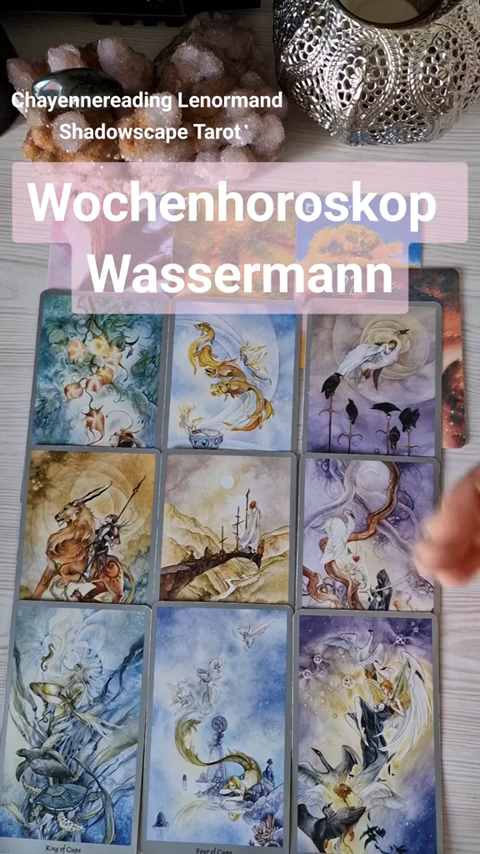 Chayennereading Lenormand
Shadowscape Tarot
Wochenhoroskop
Wassermann
King of Cups
Four of Cups